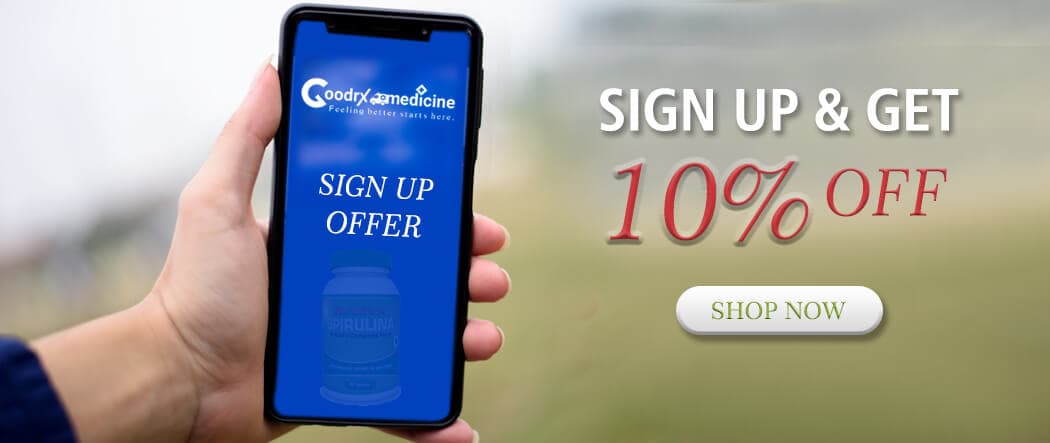 Goodrx medicine
Feeling better starts here.
SIGN UP
OFFER
SPIRULINA
SIGN UP & GET
10% OFF
SHOP NOW